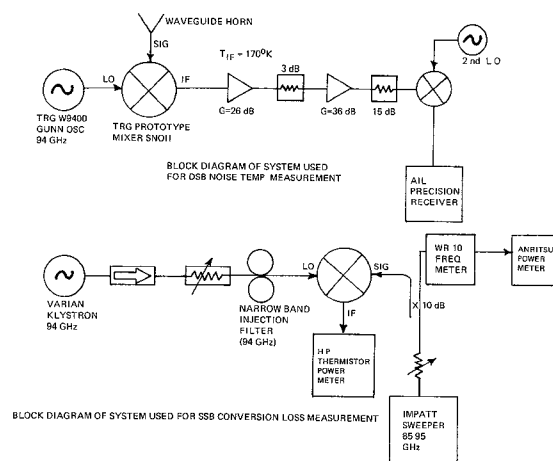 WAVEGUIDE HORN
SIG
T IF = 170°K
3 dB
2 nd LO
LO
IF
TRG W9400
GUNN OSC
94 GHz
TRG PROTOTYPE
MIXER SNO11
G=26 dB
G=36 dB
15 dB
BLOCK DIAGRAM OF SYSTEM USED
FOR DSB NOISE TEMP MEASUREMENT
AIL
PRECISION
RECEIVER
WR 10
FREQ
METER
ANRITSU
POWER
METER
LO
SIG
VARIAN
KLYSTRON
94 GHz
NARROW BAND
INJECTION
FILTER
(94 GHz)
IF
X 10 dB
H P
THERMISTOR
POWER
METER
BLOCK DIAGRAM OF SYSTEM USED FOR SSB CONVERSION LOSS MEASUREMENT
IMPATT
SWEEPER
85 95
GHz